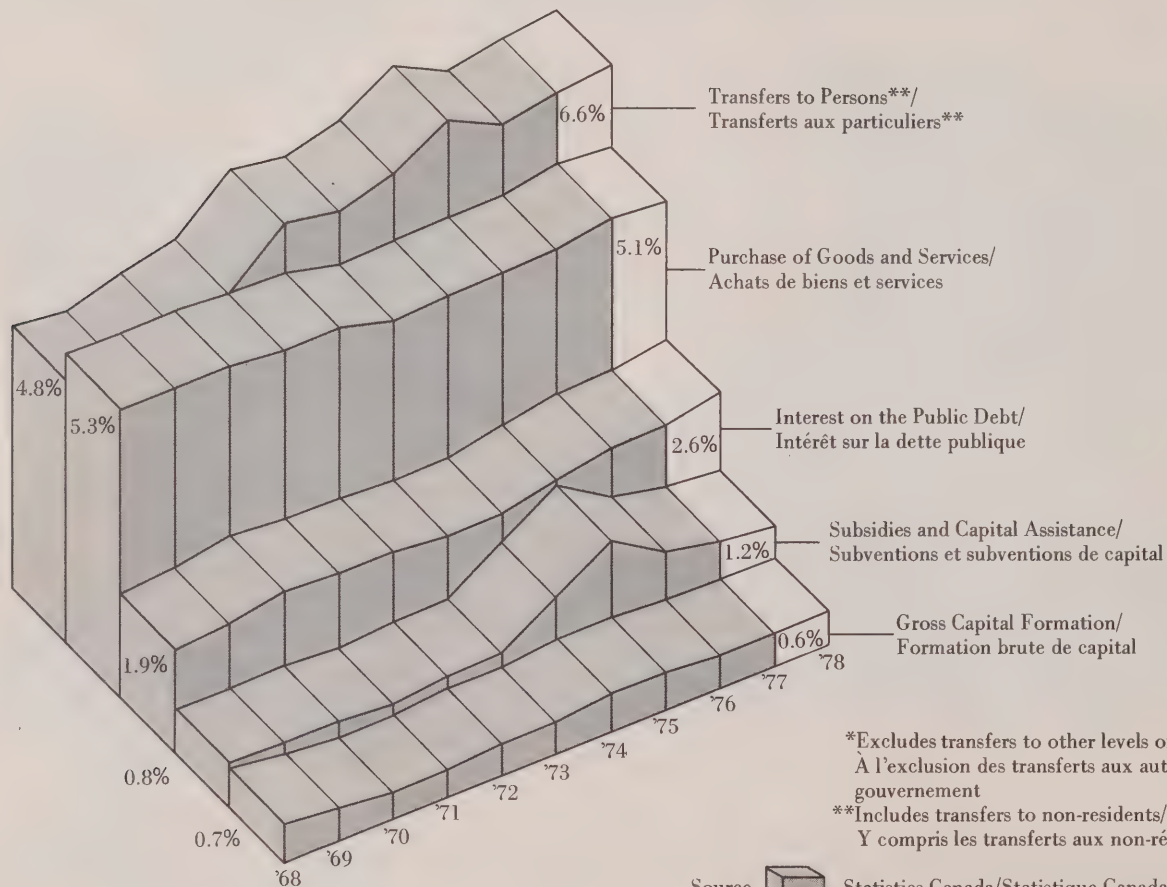 Transfers to Persons**/
Transferts aux particuliers**
6.6%
Purchase of Goods and Services/
Achats de biens et services
5.1%
4.8%
5.3%
Interest on the Public Debt/
Intérêt sur la dette publique
2.6%
Subsidies and Capital Assistance/
Subventions et subventions de capital
1.2%
Gross Capital Formation/
Formation brute de capital
0.6%
1.9%
0.8%
0.7%
'68
'69
'70
'71
'72
'73
'74
'75
'76
'77
'78
*Excludes transfers to other levels
À l'exclusion des transferts aux
gouvernement
**Includes transfers to non-residents/
Y compris les transferts aux
Source
Statistics Canada/Statistique Canada